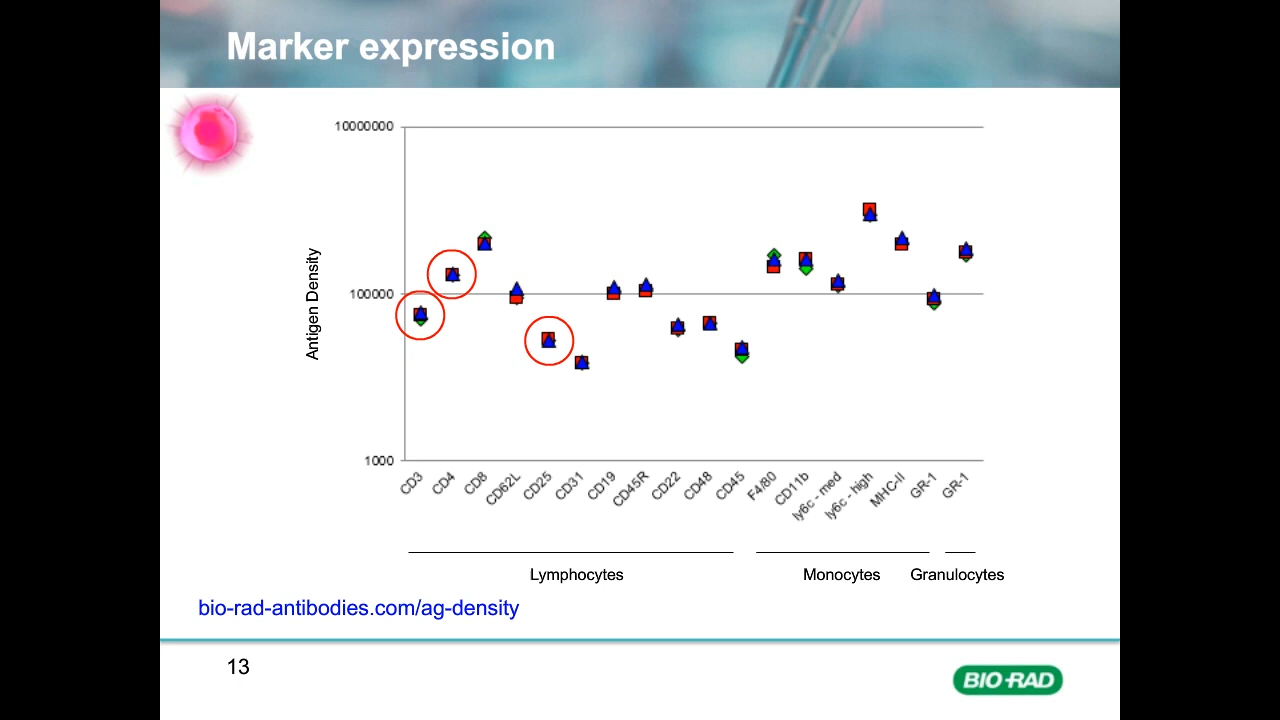 Marker expression
10000000
100000
1000
Antigen Density
CD3
CD4
CD8
CD62L
CD25
CD31
CD19
CD45R
CD22
CD48
CD45
F4/80
CD11b
ly6c - med
ly6c - high
MHC-II
GR-1
GR-1
Lymphocytes
Monocytes
Granulocytes
bio-rad-antibodies.com/ag-density
13
BIO-RAD